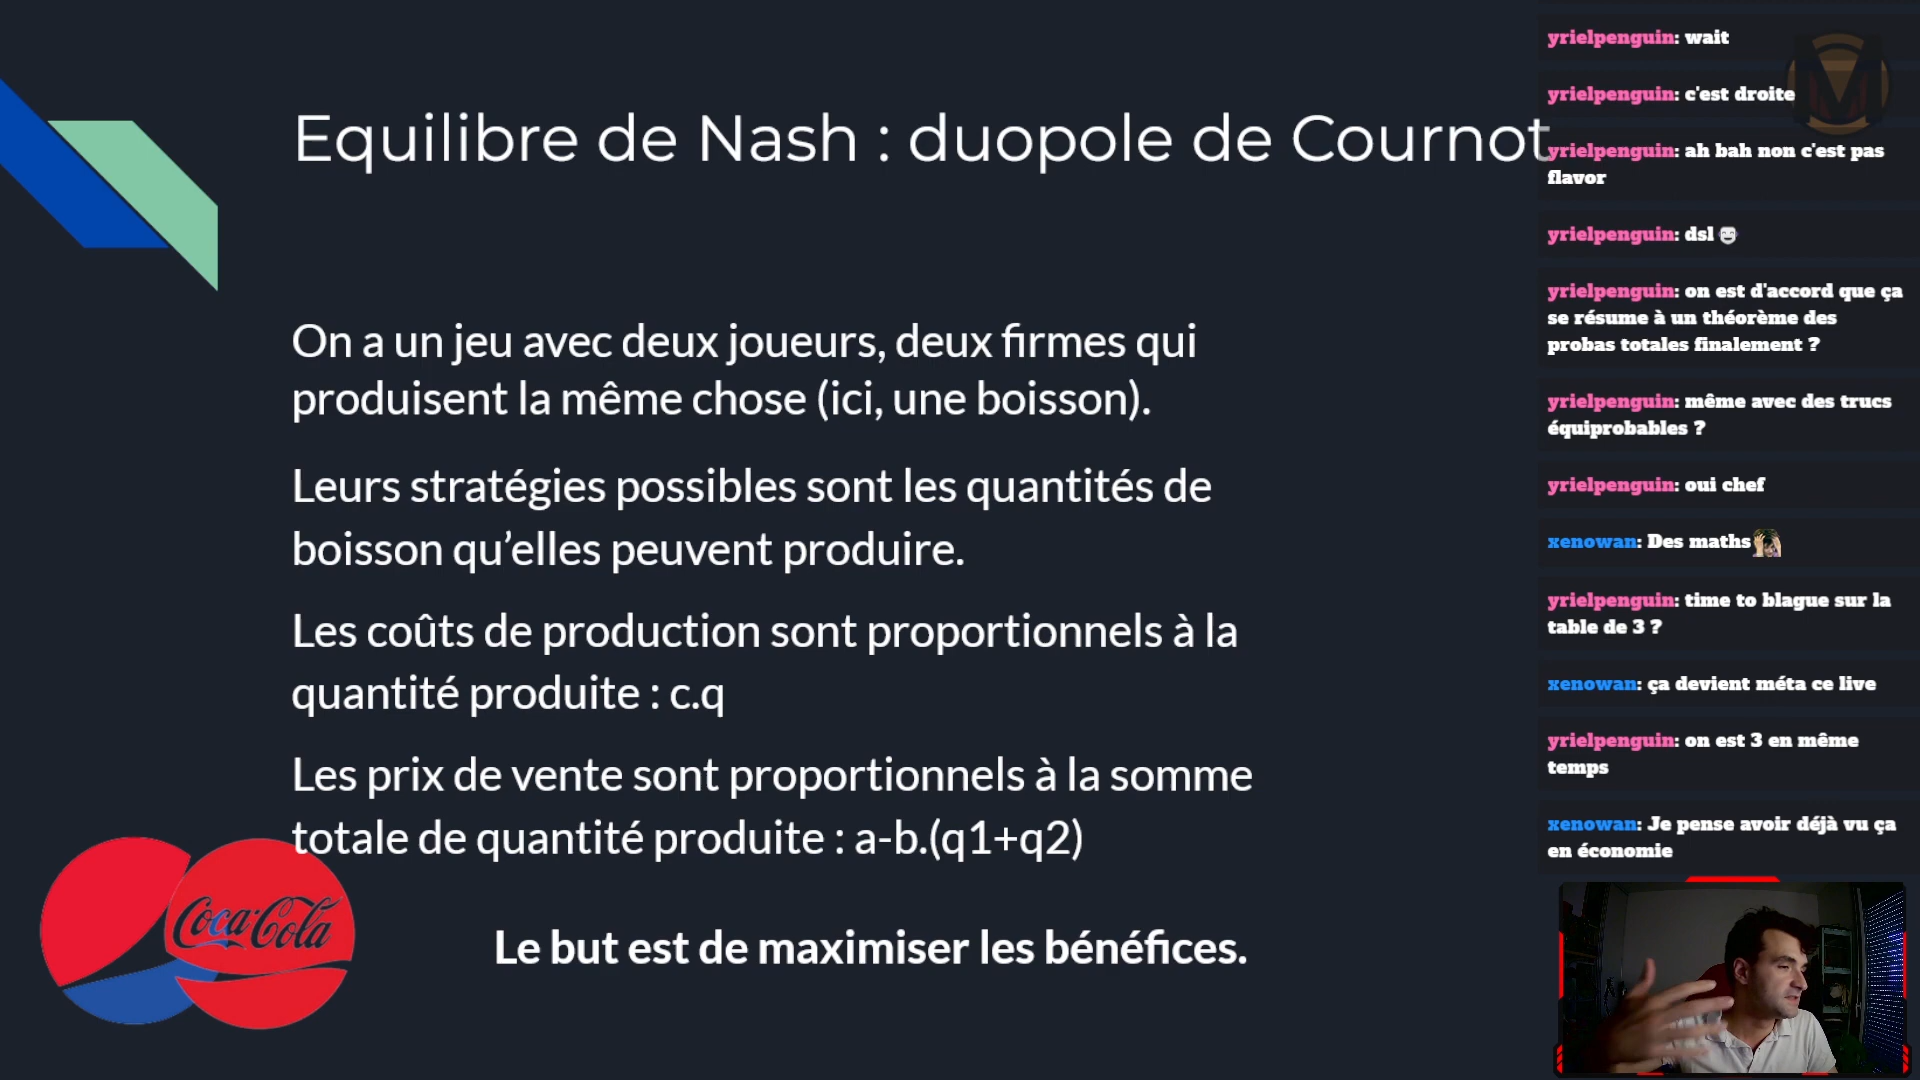 Equilibre de Nash : duopole de Cournot
On a un jeu avec deux joueurs, deux firmes qui
produisent la même chose (ici, une boisson).
Leurs stratégies possibles sont les quantités de
boisson qu’elles peuvent produire.
Les coûts de production sont proportionnels à la
quantité produite : c.q
Les prix de vente sont proportionnels à la somme
totale de quantité produite : a-b.(q1+q2)
Le but est de maximiser les bénéfices.
Coca-Cola
yrielpenguin: wait
yrielpenguin: c'est droite
yrielpenguin: ah bah non c'est pas
flavor
yrielpenguin: dsl
yrielpenguin: on est d'accord que ça
se résume à un théorème des
probas totales finalement ?
yrielpenguin: même avec des trucs
équiprobables ?
yrielpenguin: oui chef
xenowan: Des maths
yrielpenguin: time to blague sur la
table de 3 ?
xenowan: ça devient méta ce live
yrielpenguin: on est 3 en même
temps
xenowan: Je pense avoir déjà vu ça
en économie